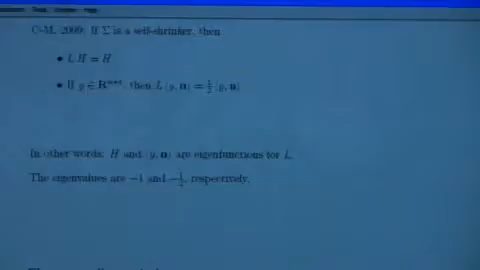 C-M, 2009: If Σ is a self-shrinker, then
• L H = H
• If y ∈ Rⁿ⁺¹, then L ⟨y, n⟩ = ½ ⟨y, n⟩
In other words: H and ⟨y, n⟩ are eigenfunctions for L.
The eigenvalues are −1 and −½, respectively.